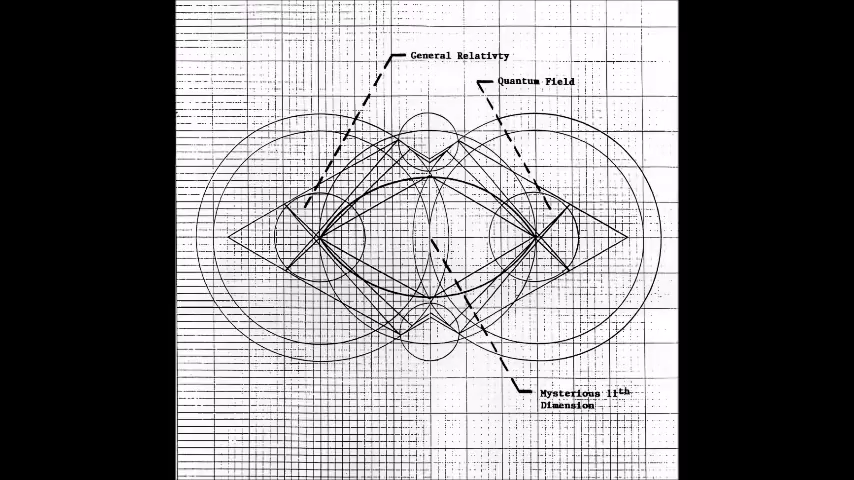 General Relativty
Quantum Field
Mysterious 11th
Dimension